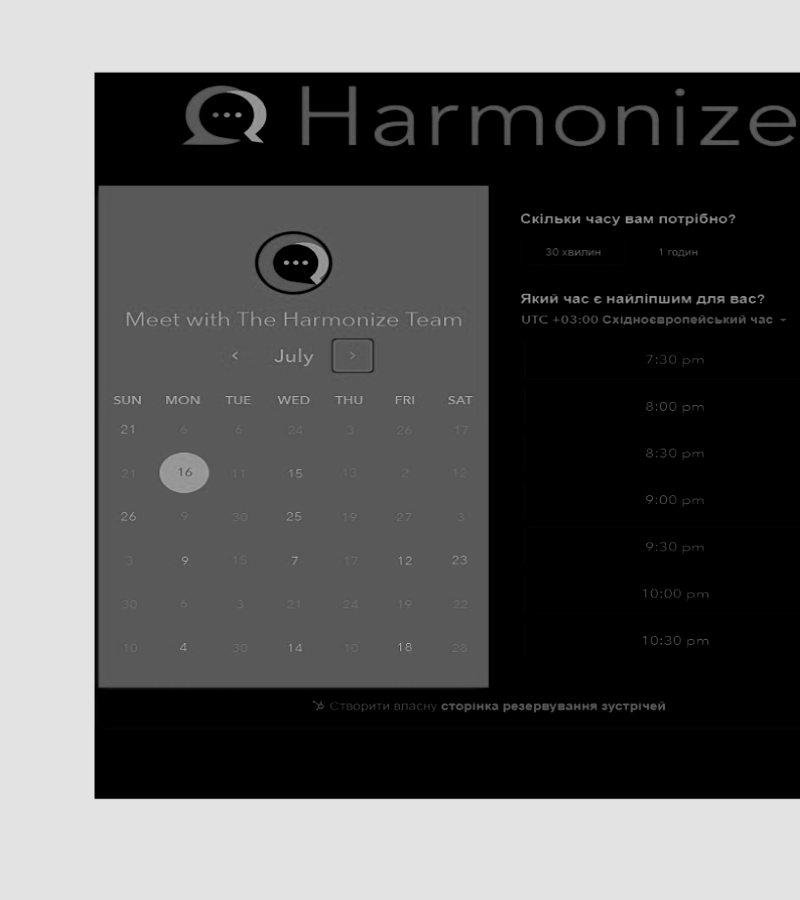 Harmonize
Meet with The Harmonize Team
July
SUN MON TUE WED THU FRI SAT
21 6 6 24 3 26 17
21 16 11 15 13 2 12
26 9 30 25 19 27 3
3 9 15 7 17 12 23
30 6 3 21 24 19 22
10 4 30 14 10 18 28
Скільки часу вам потрібно?
30 хвилин 1 годин
Який час є найліпшим для вас?
UTC +03:00 Східноєвропейський час
7:30 pm
8:00 pm
8:30 pm
9:00 pm
9:30 pm
10:00 pm
10:30 pm
Створити власну сторінка резервування зустрічей